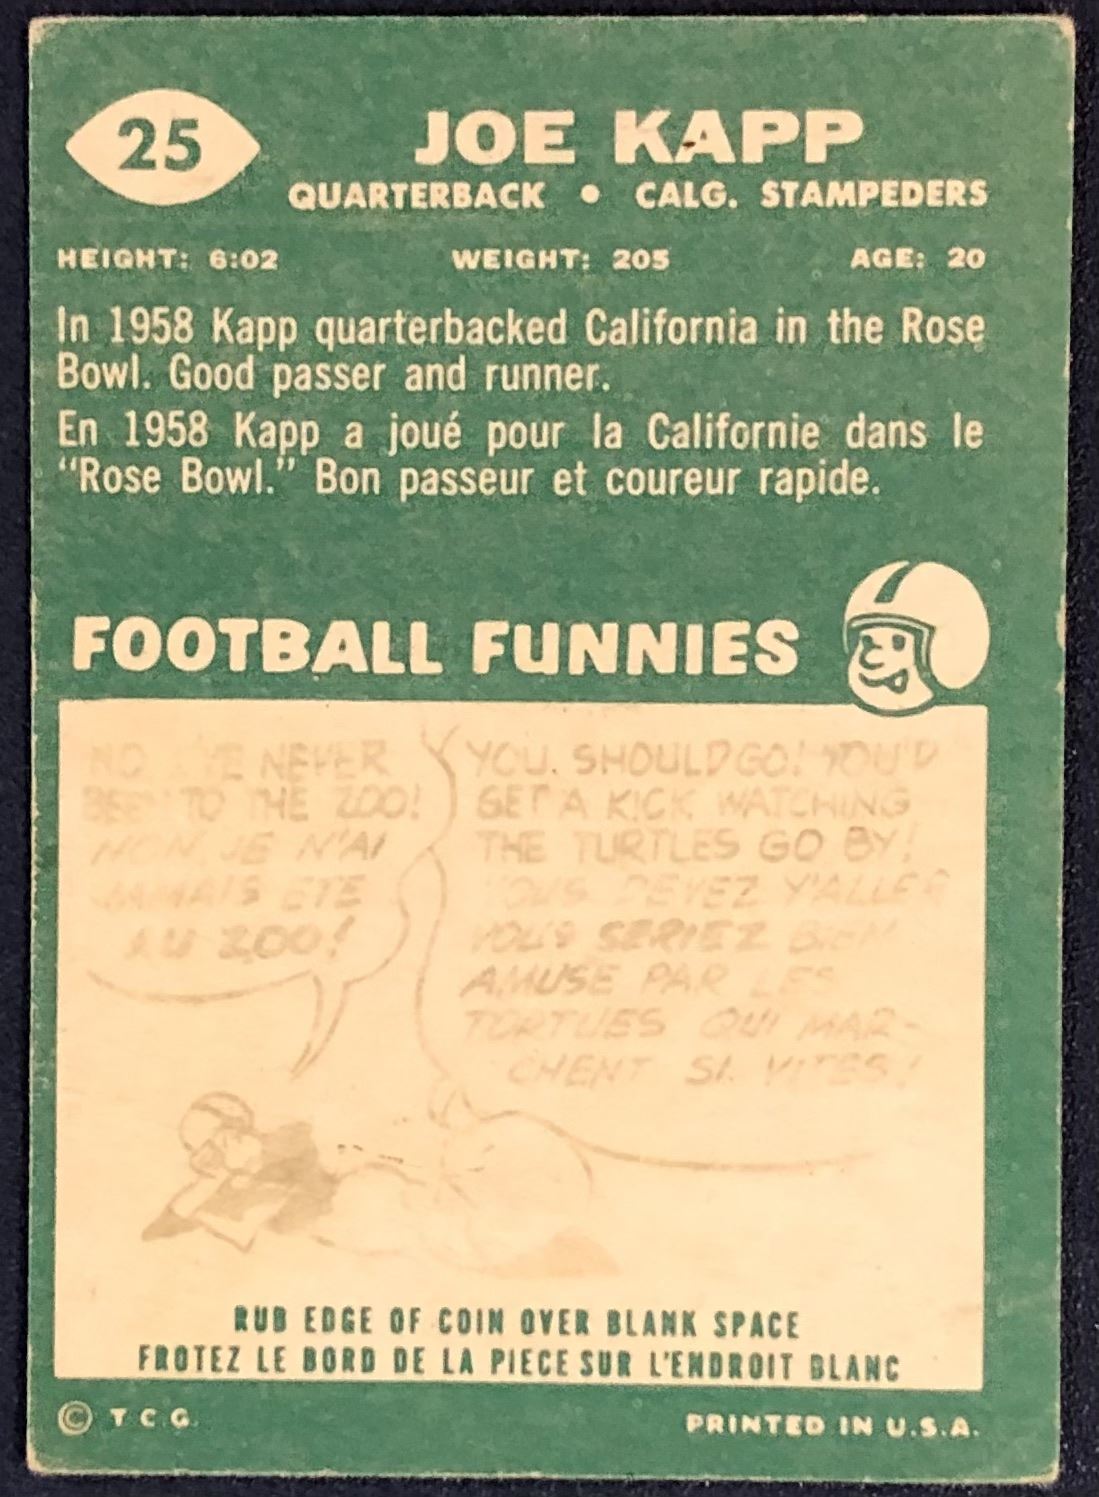 25
JOE KAPP
QUARTERBACK • CALG. STAMPEDERS
HEIGHT: 6:02 WEIGHT: 205 AGE: 20
In 1958 Kapp quarterbacked California in the Rose
Bowl. Good passer and runner.
En 1958 Kapp a joué pour la Californie dans le
"Rose Bowl." Bon passeur et coureur rapide.
FOOTBALL FUNNIES
NO I'VE NEVER
BEEN TO THE ZOO!
NON, JE N'AI
JAMAIS ETE
AU ZOO!
YOU SHOULD GO! YOU'D
GET A KICK WATCHING
THE TURTLES GO BY!
VOUS DEVEZ Y'ALLER
VOUS SERIEZ BIEN
AMUSE PAR LES
TORTUES QUI MAR-
CHENT SI VITES!
RUB EDGE OF COIN OVER BLANK SPACE
FROTEZ LE BORD DE LA PIECE SUR L'ENDROIT BLANC
© T.C.G. PRINTED IN U.S.A.